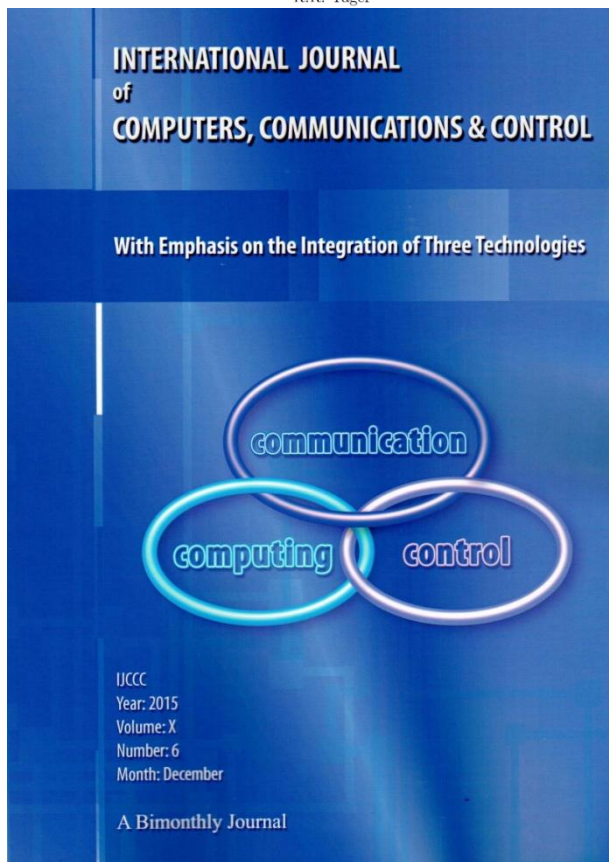 R.R. Yager
INTERNATIONAL JOURNAL
of
COMPUTERS, COMMUNICATIONS & CONTROL
With Emphasis on the Integration of Three Technologies
communication
computing
control
IJCCC
Year: 2015
Volume: X
Number: 6
Month: December
A Bimonthly Journal